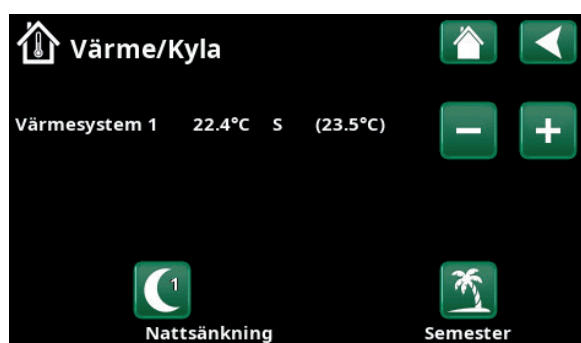 Värme/Kyla
Värmesystem 1 22.4°C S (23.5°C)
1
Nattsänkning Semester